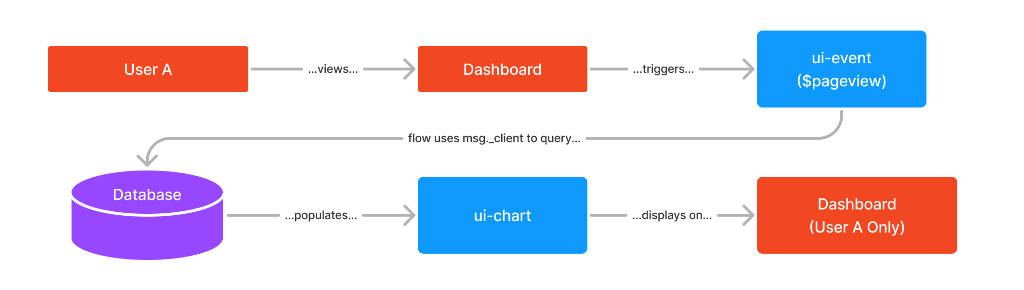 User A
...views...
Dashboard
...triggers...
ui-event
($pageview)
flow uses msg._client to query...
Database
...populates...
ui-chart
...displays on...
Dashboard
(User A Only)